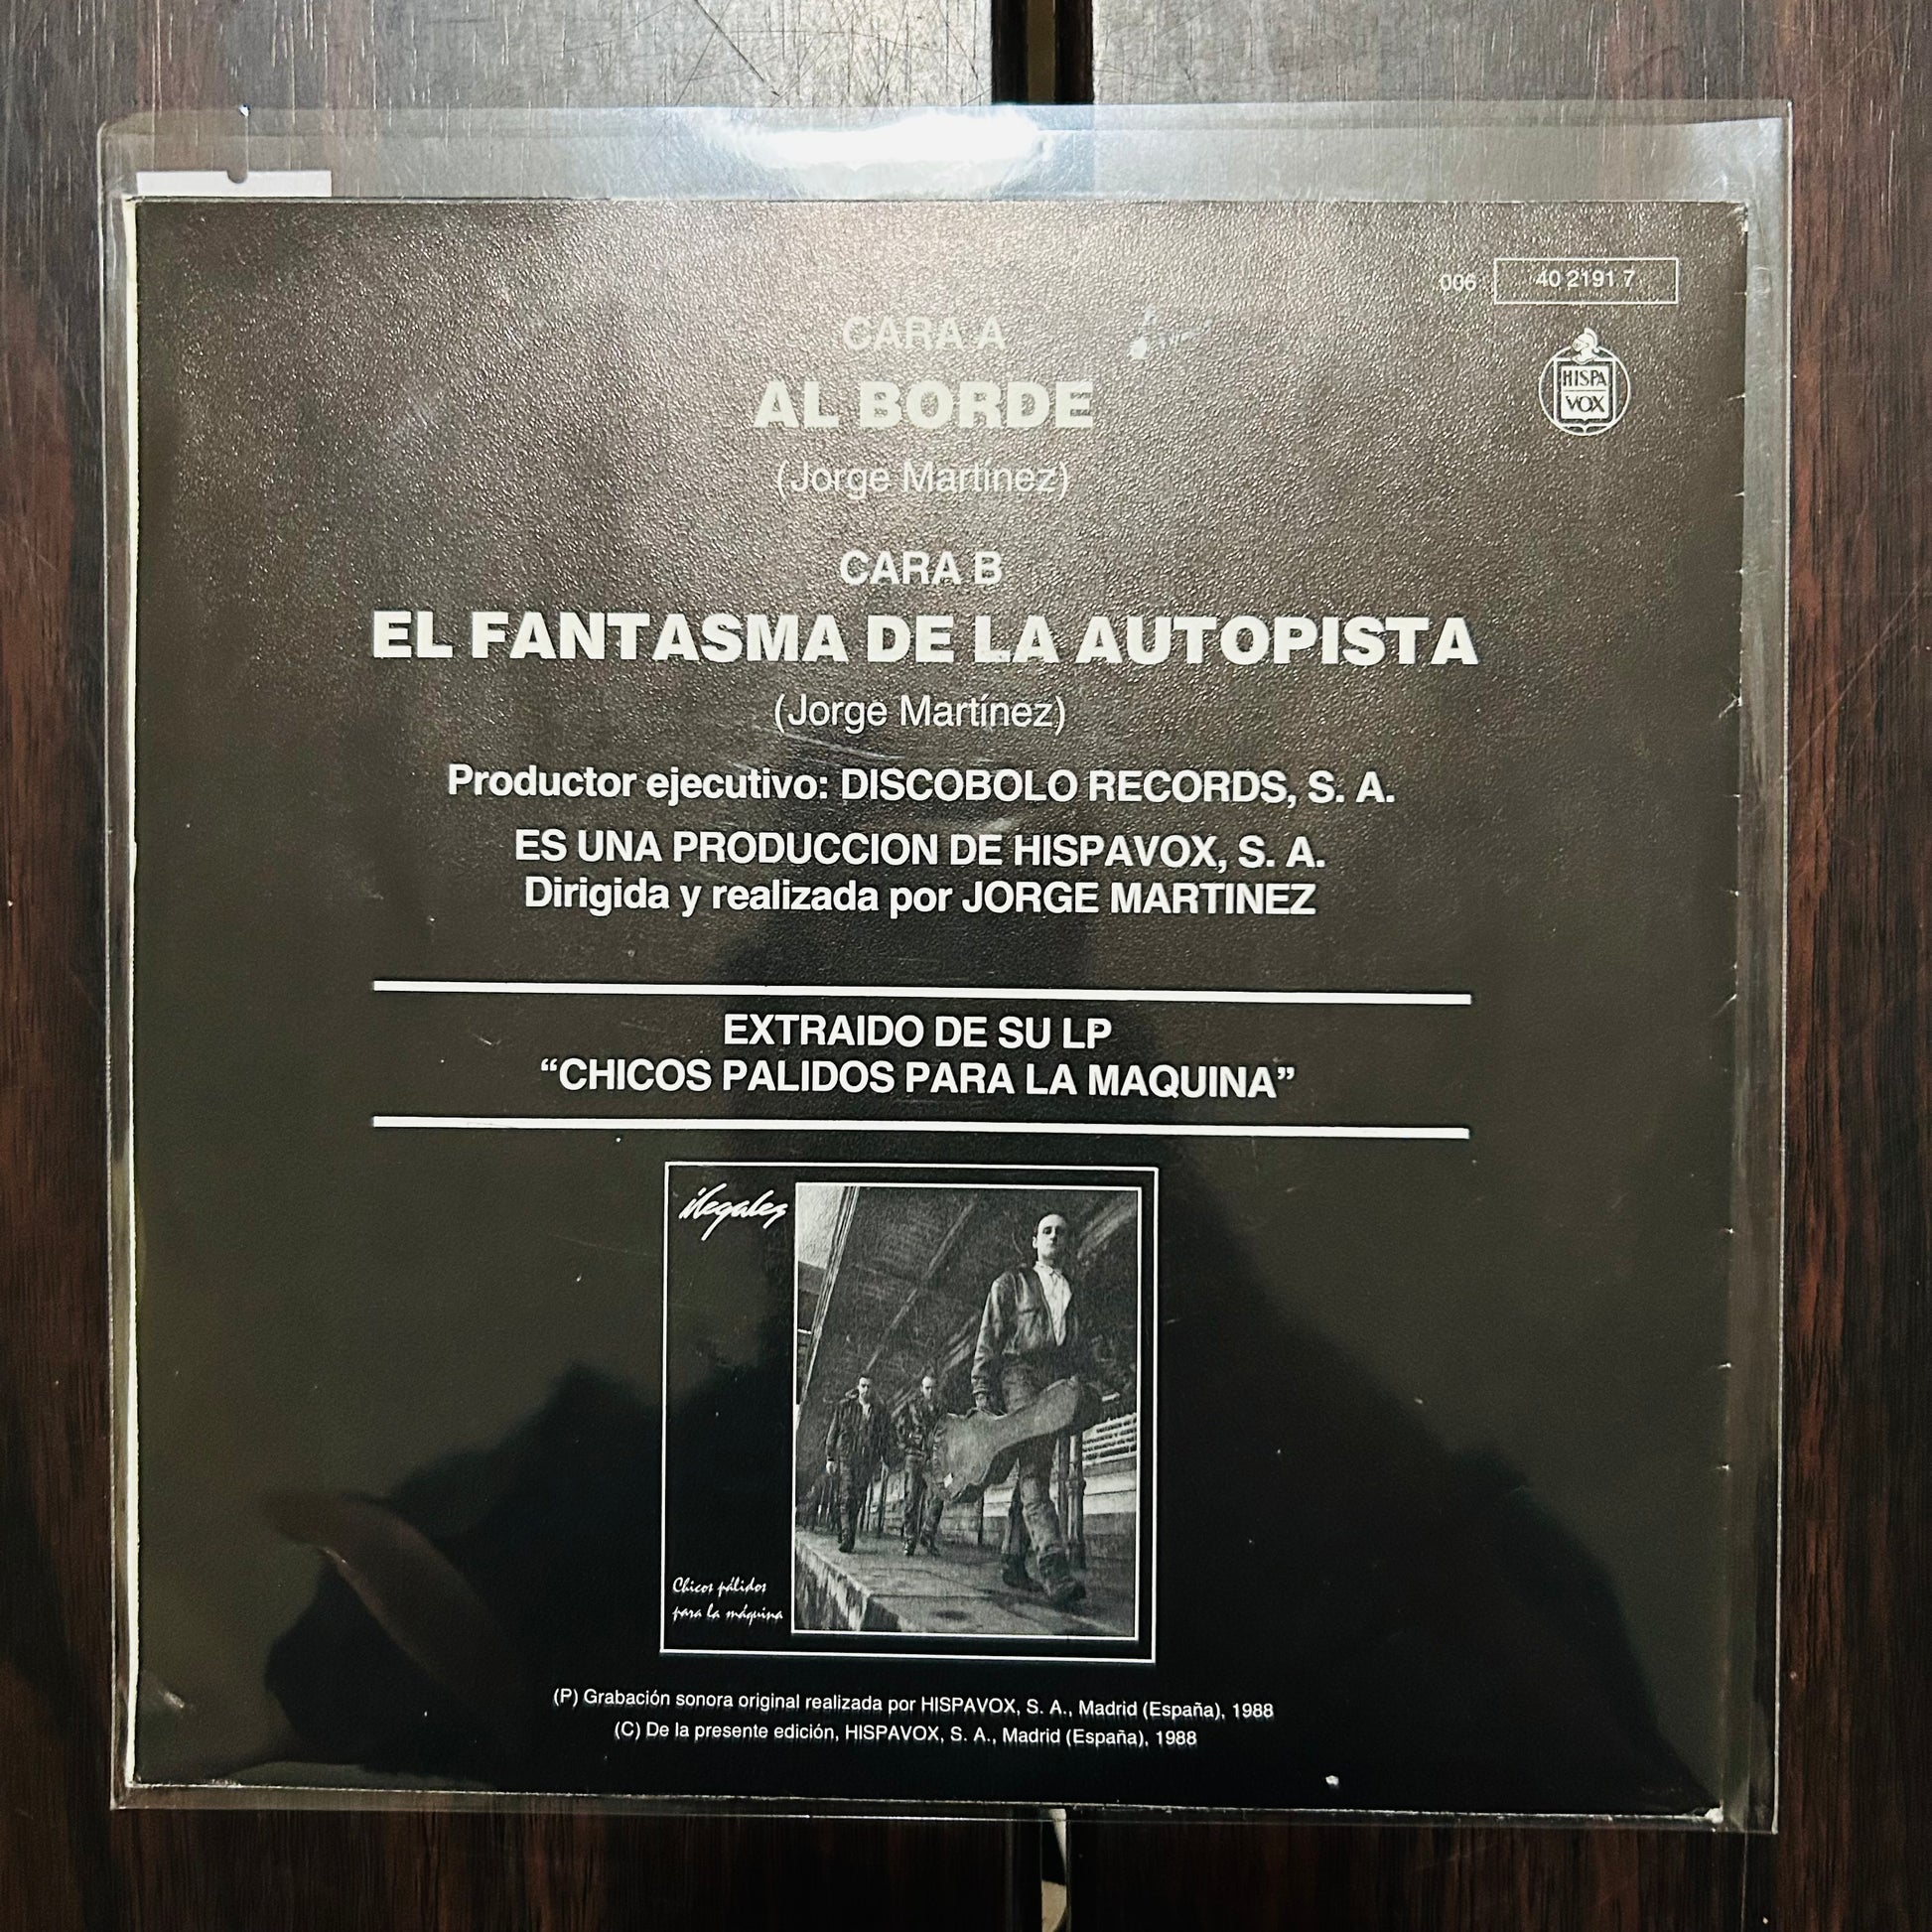 006 40 2191 7
HISPA
VOX
CARA A
AL BORDE
(Jorge Martínez)
CARA B
EL FANTASMA DE LA AUTOPISTA
(Jorge Martínez)
Productor ejecutivo: DISCOBOLO RECORDS, S. A.
ES UNA PRODUCCION DE HISPAVOX, S. A.
Dirigida y realizada por JORGE MARTINEZ
EXTRAIDO DE SU LP
“CHICOS PALIDOS PARA LA MAQUINA”
ilegales
Chicos pálidos
para la máquina
(P) Grabación sonora original realizada por HISPAVOX, S. A., Madrid (España), 1988
(C) De la presente edición, HISPAVOX, S. A., Madrid (España), 1988